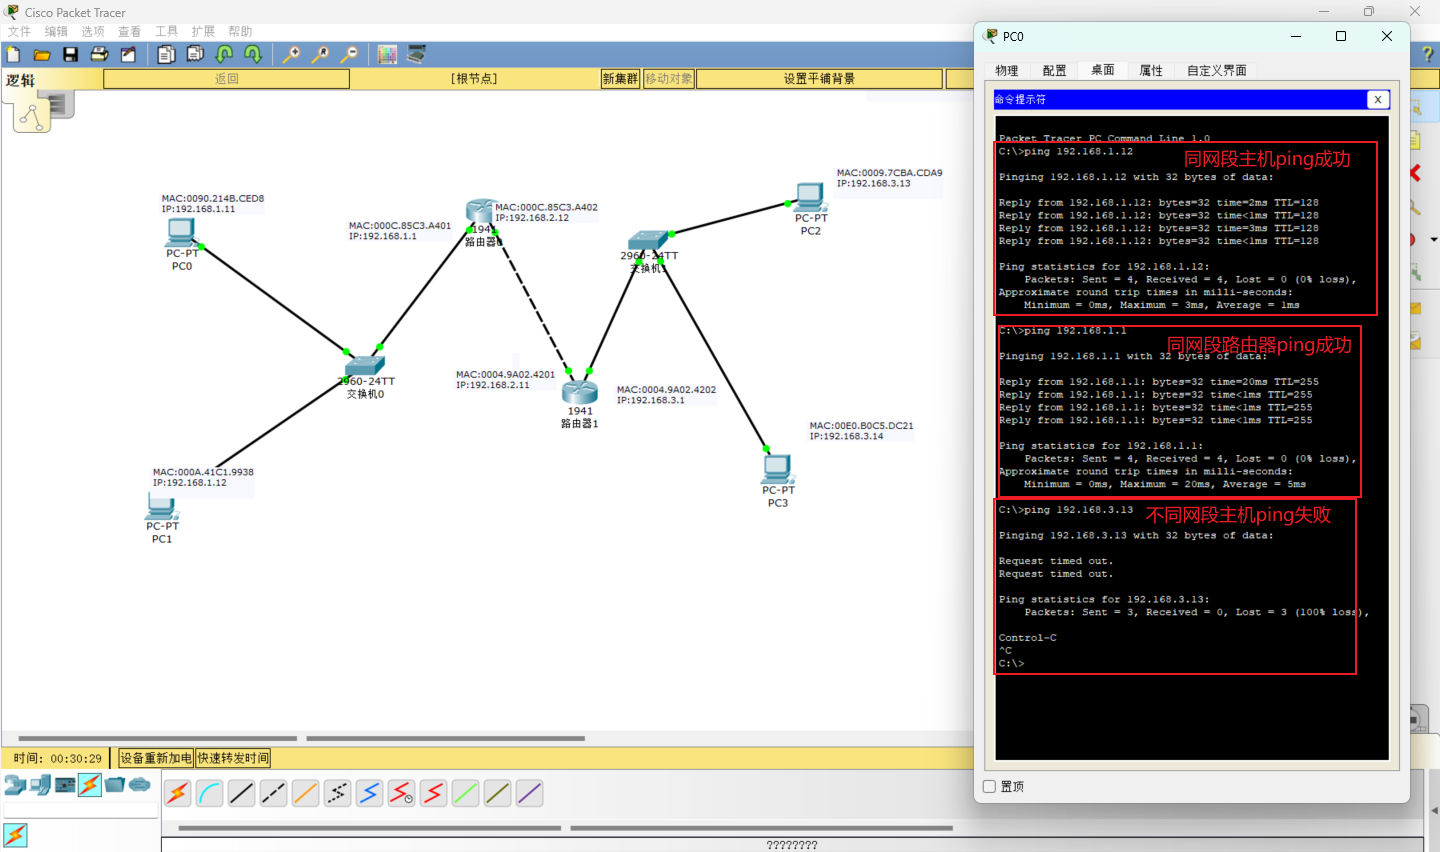 Cisco Packet Tracer
文件 编辑 选项 查看 工具 扩展 帮助
逻辑
返回
[根节点]
新集群
移动对象
设置平铺背景
MAC:0090.214B.CED8
IP:192.168.1.11
PC-PT
PC0
MAC:000C.85C3.A401
IP:192.168.1.1
MAC:000C.85C3.A402
IP:192.168.2.12
1941
路由器0
MAC:0009.7CBA.CDA9
IP:192.168.3.13
PC-PT
PC2
2960-24TT
交换机1
2960-24TT
交换机0
MAC:0004.9A02.4201
IP:192.168.2.11
1941
路由器1
MAC:0004.9A02.4202
IP:192.168.3.1
MAC:00E0.B0C5.DC21
IP:192.168.3.14
PC-PT
PC3
MAC:000A.41C1.9938
IP:192.168.1.12
PC-PT
PC1
时间: 00:30:29
设备重新加电
快速转发时间
????????
PC0
物理 配置 桌面 属性 自定义界面
命令提示符
X
Packet Tracer PC Command Line 1.0
C:\>ping 192.168.1.12
同网段主机ping成功
Pinging 192.168.1.12 with 32 bytes of data:
Reply from 192.168.1.12: bytes=32 time=2ms TTL=128
Reply from 192.168.1.12: bytes=32 time<1ms TTL=128
Reply from 192.168.1.12: bytes=32 time=3ms TTL=128
Reply from 192.168.1.12: bytes=32 time<1ms TTL=128
Ping statistics for 192.168.1.12:
Packets: Sent = 4, Received = 4, Lost = 0 (0% loss),
Approximate round trip times in milli-seconds:
Minimum = 0ms, Maximum = 3ms, Average = 1ms
C:\>ping 192.168.1.1
同网段路由器ping成功
Pinging 192.168.1.1 with 32 bytes of data:
Reply from 192.168.1.1: bytes=32 time=20ms TTL=255
Reply from 192.168.1.1: bytes=32 time<1ms TTL=255
Reply from 192.168.1.1: bytes=32 time<1ms TTL=255
Reply from 192.168.1.1: bytes=32 time<1ms TTL=255
Ping statistics for 192.168.1.1:
Packets: Sent = 4, Received = 4, Lost = 0 (0% loss),
Approximate round trip times in milli-seconds:
Minimum = 0ms, Maximum = 20ms, Average = 5ms
C:\>ping 192.168.3.13
不同网段主机ping失败
Pinging 192.168.3.13 with 32 bytes of data:
Request timed out.
Request timed out.
Ping statistics for 192.168.3.13:
Packets: Sent = 3, Received = 0, Lost = 3 (100% loss),
Control-C
^C
C:\>
置顶